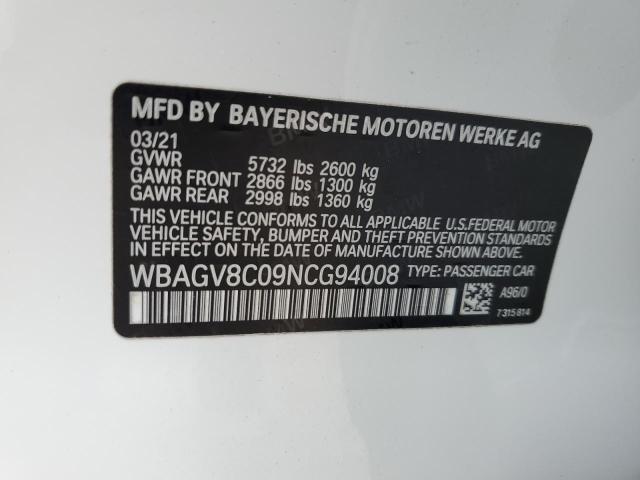 MFD BY BAYERISCHE MOTOREN WERKE AG
03/21
GVWR 5732 lbs 2600 kg
GAWR FRONT 2866 lbs 1300 kg
GAWR REAR 2998 lbs 1360 kg
THIS VEHICLE CONFORMS TO ALL APPLICABLE U.S.FEDERAL MOTOR
VEHICLE SAFETY, BUMPER AND THEFT PREVENTION STANDARDS
IN EFFECT ON THE DATE OF MANUFACTURE SHOWN ABOVE.
WBAGV8C09NCG94008 TYPE: PASSENGER CAR
A96/0
7315814